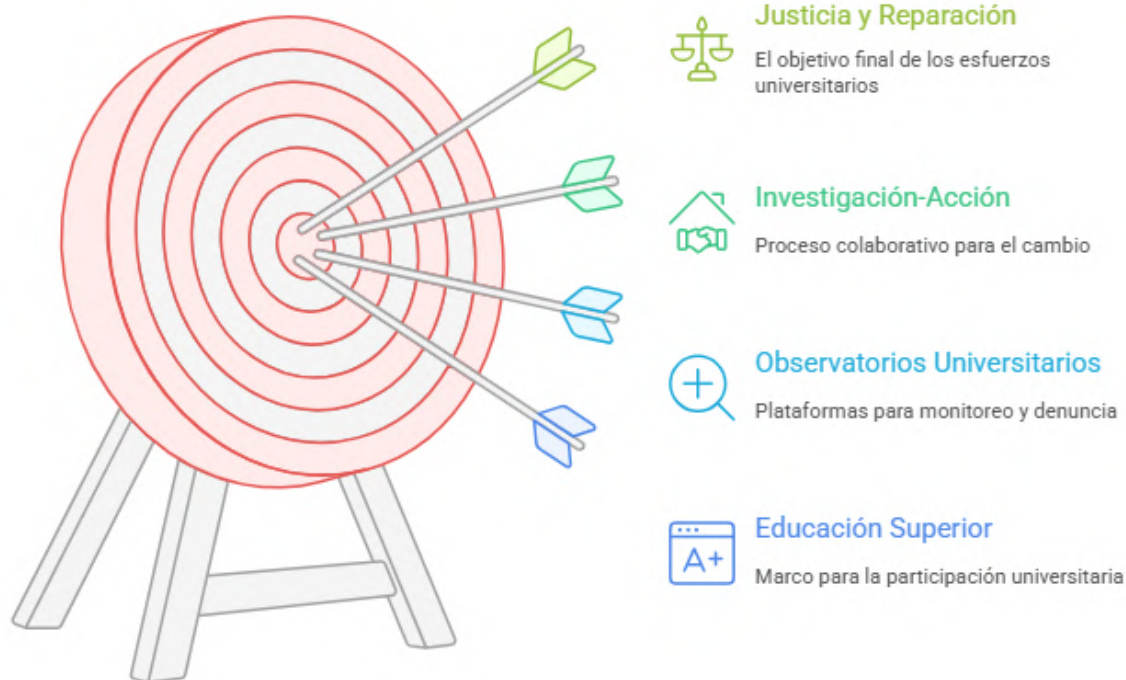 Justicia y Reparación
El objetivo final de los esfuerzos
universitarios
Investigación-Acción
Proceso colaborativo para el cambio
Observatorios Universitarios
Plataformas para monitoreo y denuncia
A+
Educación Superior
Marco para la participación universitaria